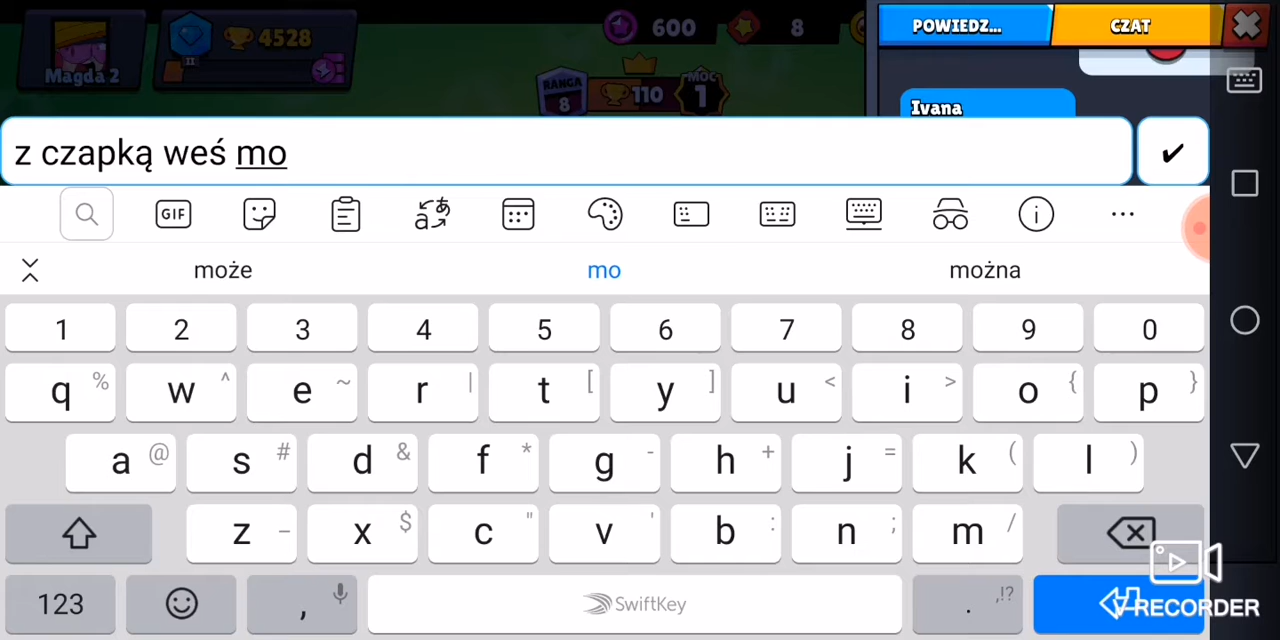 Magda 2
II
4528
600
8
RANGA
8
110
MOC
1
POWIEDZ...
CZAT
Ivana
z czapką weś mo
GIF
może
mo
można
1 2 3 4 5 6 7 8 9 0
q % w ^ e ~ r | t [ y ] u < i > o { p }
a @ s # d & f * g - h + j = k ( l )
z _ x $ c " v ' b : n ; m /
123 , SwiftKey . ,!?
V RECORDER